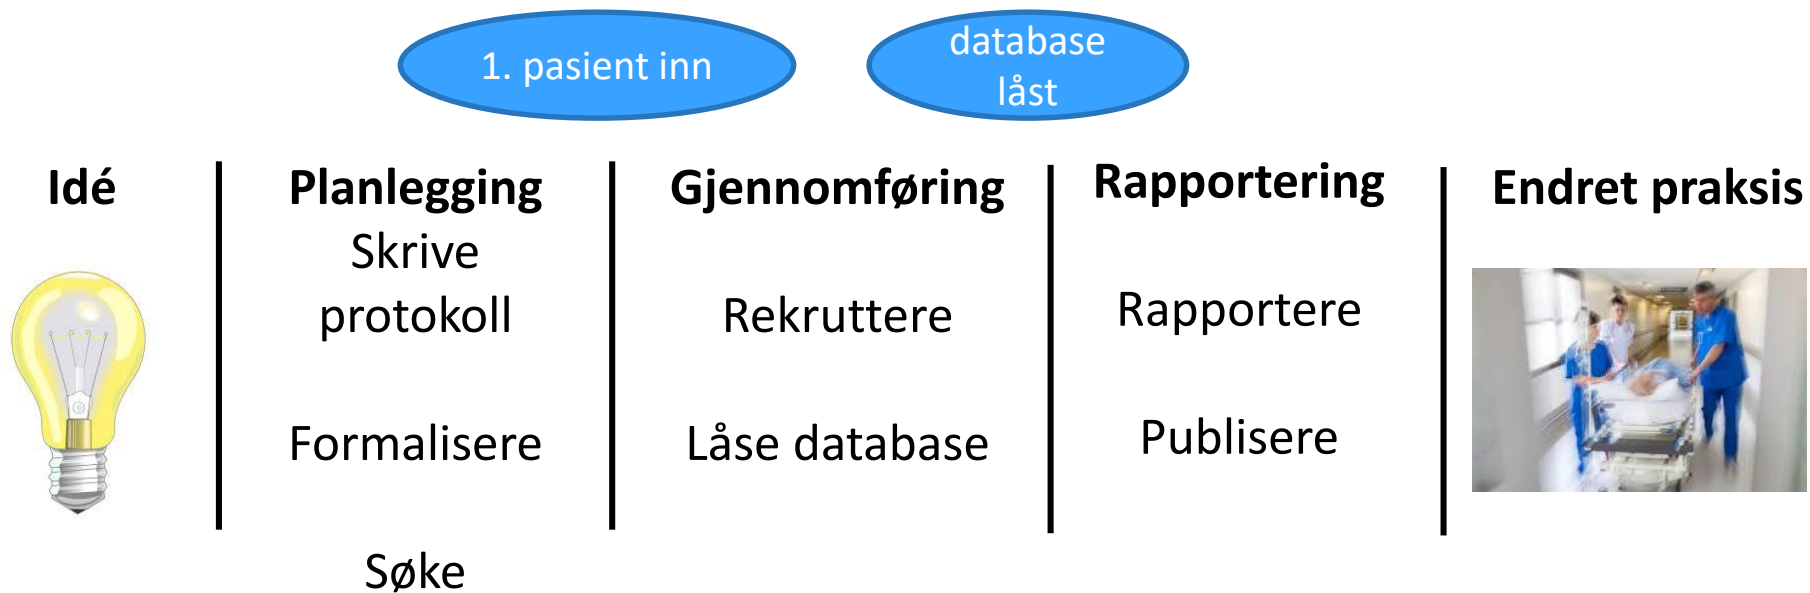 1. pasient inn
database
låst
Idé
Planlegging
Skrive
protokoll
Formalisere
Søke
Gjennomføring
Rekruttere
Låse database
Rapportering
Rapportere
Publisere
Endret praksis